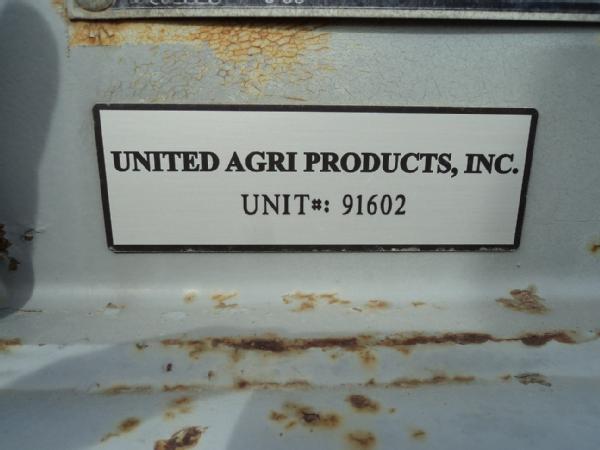 UNITED AGRI PRODUCTS, INC.
UNIT#: 91602